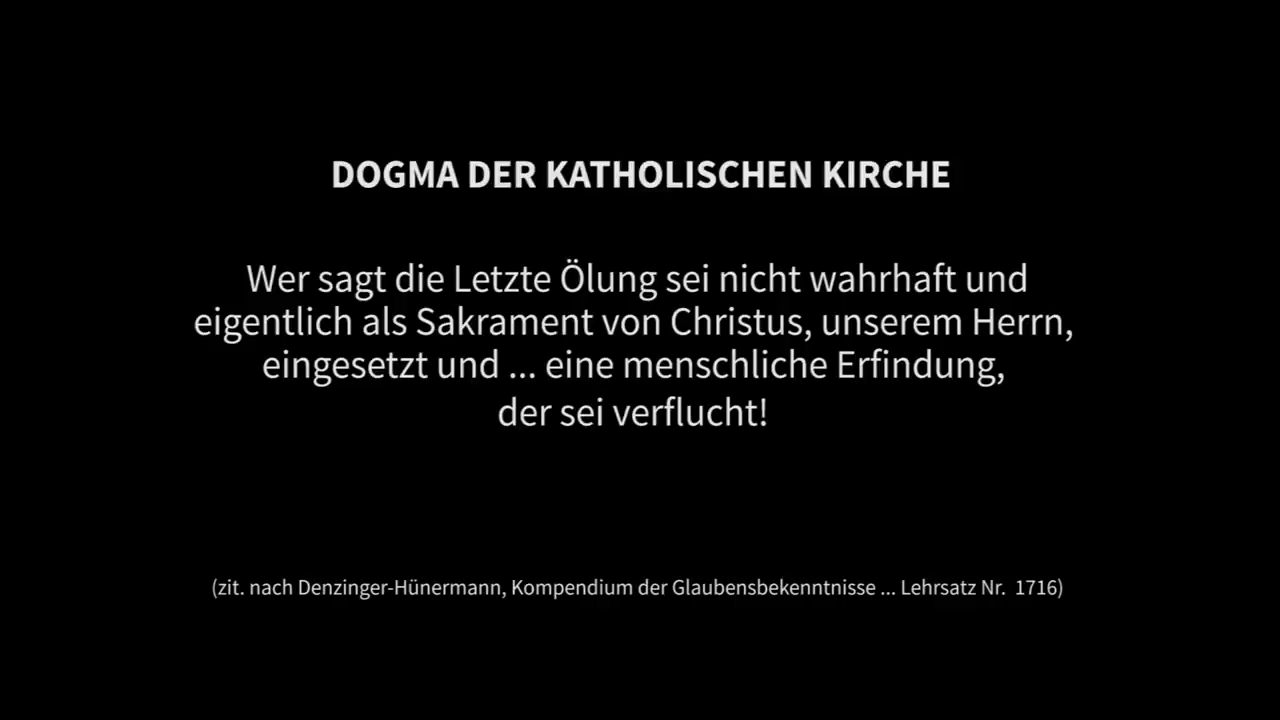 DOGMA DER KATHOLISCHEN KIRCHE
Wer sagt die Letzte Ölung sei nicht wahrhaft und
eigentlich als Sakrament von Christus, unserem Herrn,
eingesetzt und ... eine menschliche Erfindung,
der sei verflucht!
(zit. nach Denzinger-Hünermann, Kompendium der Glaubensbekenntnisse ... Lehrsatz Nr.  1716)